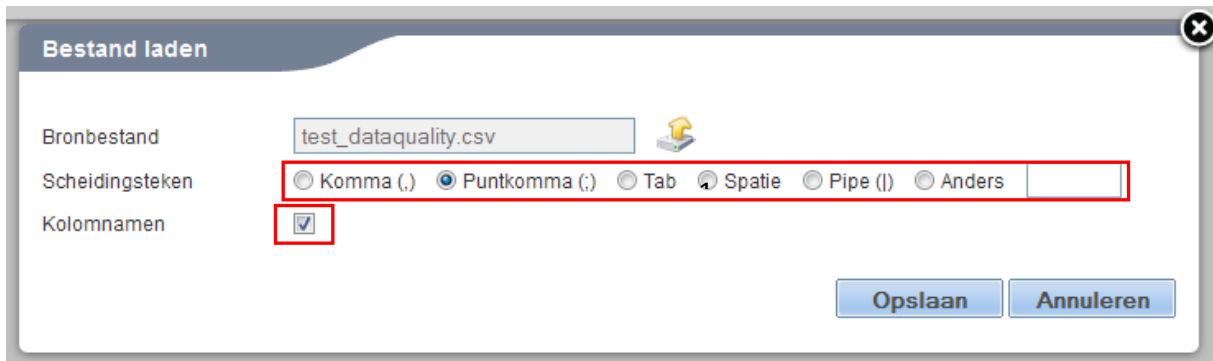 Bestand laden
Bronbestand test_dataquality.csv
Scheidingsteken Komma (,) Puntkomma (;) Tab Spatie Pipe (|) Anders
Kolomnamen
Opslaan Annuleren